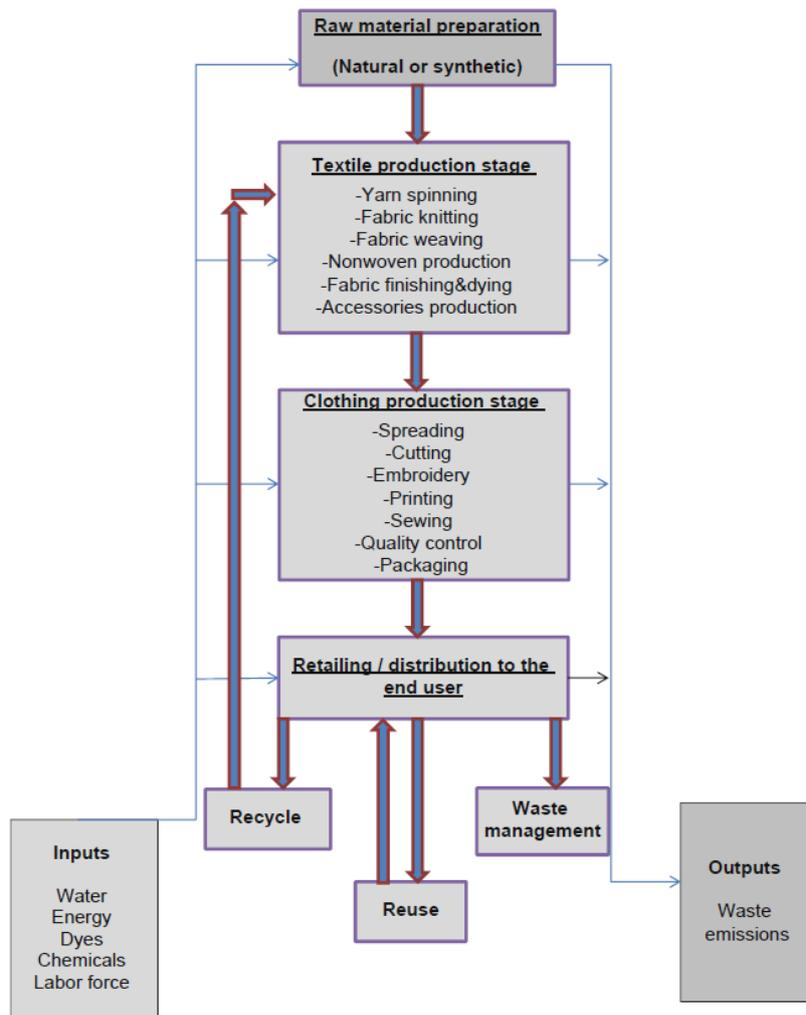 Raw material preparation
(Natural or synthetic)
Textile production stage
-Yarn spinning
-Fabric knitting
-Fabric weaving
-Nonwoven production
-Fabric finishing&dying
-Accessories production
Clothing production stage
-Spreading
-Cutting
-Embroidery
-Printing
-Sewing
-Quality control
-Packaging
Retailing / distribution to the
end user
Recycle
Waste
management
Reuse
Inputs
Water
Energy
Dyes
Chemicals
Labor force
Outputs
Waste
emissions